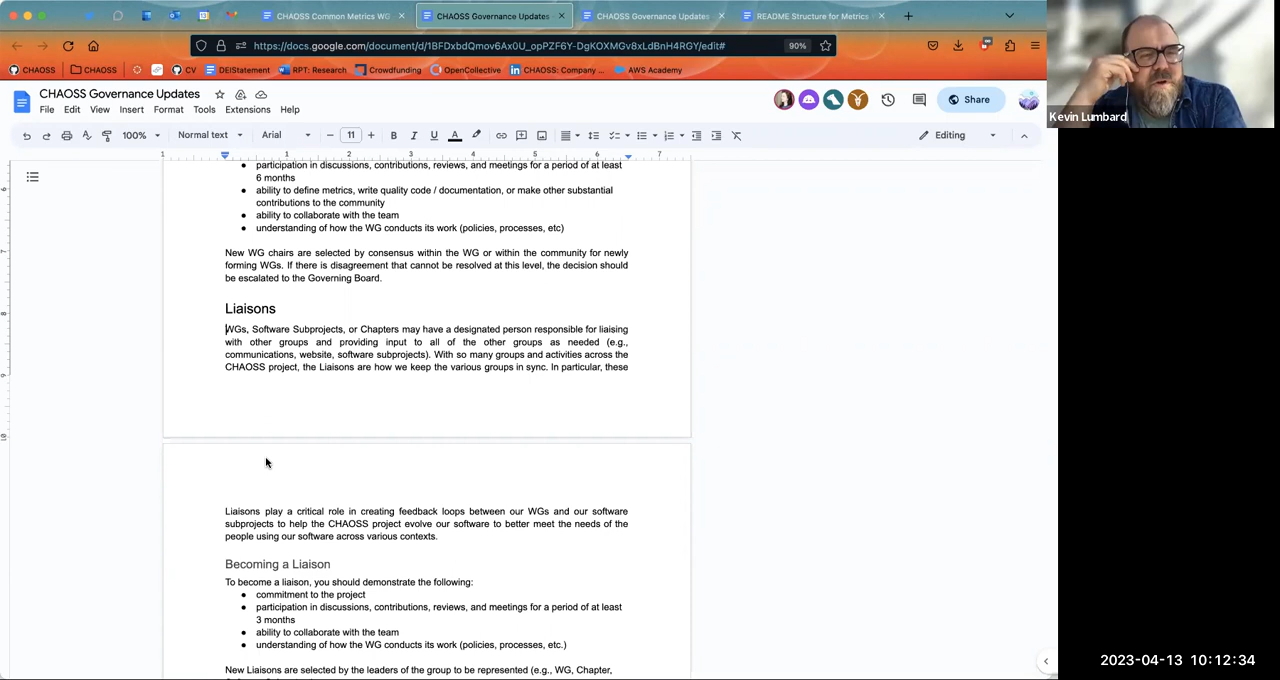 CHAOSS Common Metrics WG
CHAOSS Governance Updates
CHAOSS Governance Updates
README Structure for Metrics
https://docs.google.com/document/d/1BFDxbdQmov6Ax0U_opPZF6Y-DgKOXMGv8xLdBnH4RGY/edit#
90%
CHAOSS
CHAOSS
CV
DEIStatement
RPT: Research
Crowdfunding
OpenCollective
CHAOSS: Company ...
AWS Academy
CHAOSS Governance Updates
File Edit View Insert Format Tools Extensions Help
Share
100%
Normal text
Arial
11
Editing
1 1 2 3 4 5 6 7
participation in discussions, contributions, reviews, and meetings for a period of at least
6 months
ability to define metrics, write quality code / documentation, or make other substantial
contributions to the community
ability to collaborate with the team
understanding of how the WG conducts its work (policies, processes, etc)
New WG chairs are selected by consensus within the WG or within the community for newly
forming WGs. If there is disagreement that cannot be resolved at this level, the decision should
be escalated to the Governing Board.
Liaisons
WGs, Software Subprojects, or Chapters may have a designated person responsible for liaising
with other groups and providing input to all of the other groups as needed (e.g.,
communications, website, software subprojects). With so many groups and activities across the
CHAOSS project, the Liaisons are how we keep the various groups in sync. In particular, these
Liaisons play a critical role in creating feedback loops between our WGs and our software
subprojects to help the CHAOSS project evolve our software to better meet the needs of the
people using our software across various contexts.
Becoming a Liaison
To become a liaison, you should demonstrate the following:
commitment to the project
participation in discussions, contributions, reviews, and meetings for a period of at least
3 months
ability to collaborate with the team
understanding of how the WG conducts its work (policies, processes, etc.)
New Liaisons are selected by the leaders of the group to be represented (e.g., WG, Chapter,
Kevin Lumbard
2023-04-13 10:12:34